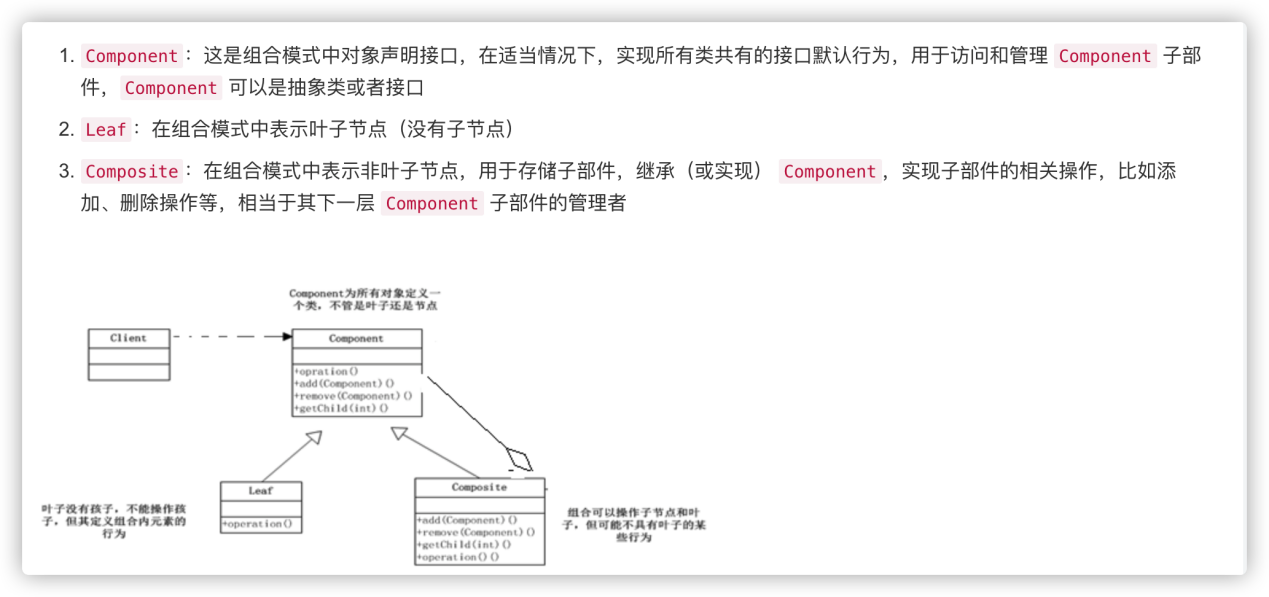 1. Component：这是组合模式中对象声明接口，在适当情况下，实现所有类共有的接口默认行为，用于访问和管理 Component 子部
件， Component 可以是抽象类或者接口
2. Leaf：在组合模式中表示叶子节点（没有子节点）
3. Composite：在组合模式中表示非叶子节点，用于存储子部件，继承（或实现） Component，实现子部件的相关操作，比如添
加、删除操作等，相当于其下一层 Component 子部件的管理者
Component为所有对象定义一
个类，不管是叶子还是节点
Client
Component
+opration()
+add(Component)()
+remove(Component)()
+getChild(int)()
叶子没有孩子，不能操作孩
子，但其定义组合内元素的
行为
Leaf
+operation()
Composite
+add(Component)()
+remove(Component)()
+getChild(int)()
+operation()()
组合可以操作子节点和叶
子，但可能不具有叶子的某
些行为